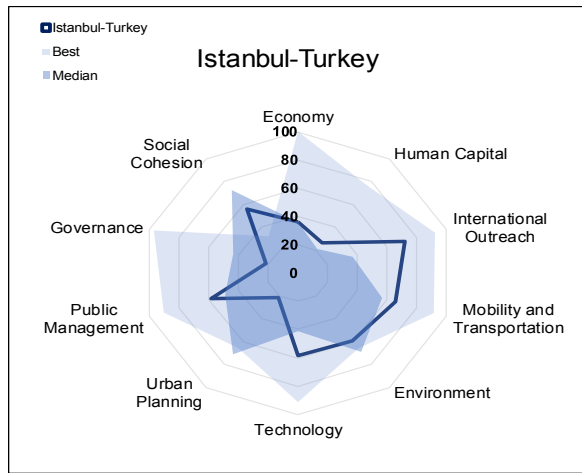 Istanbul-Turkey
Best
Median
Istanbul-Turkey
Economy
Human Capital
International
Outreach
Mobility and
Transportation
Environment
Technology
Urban
Planning
Public
Management
Governance
Social
Cohesion
100
80
60
40
20
0